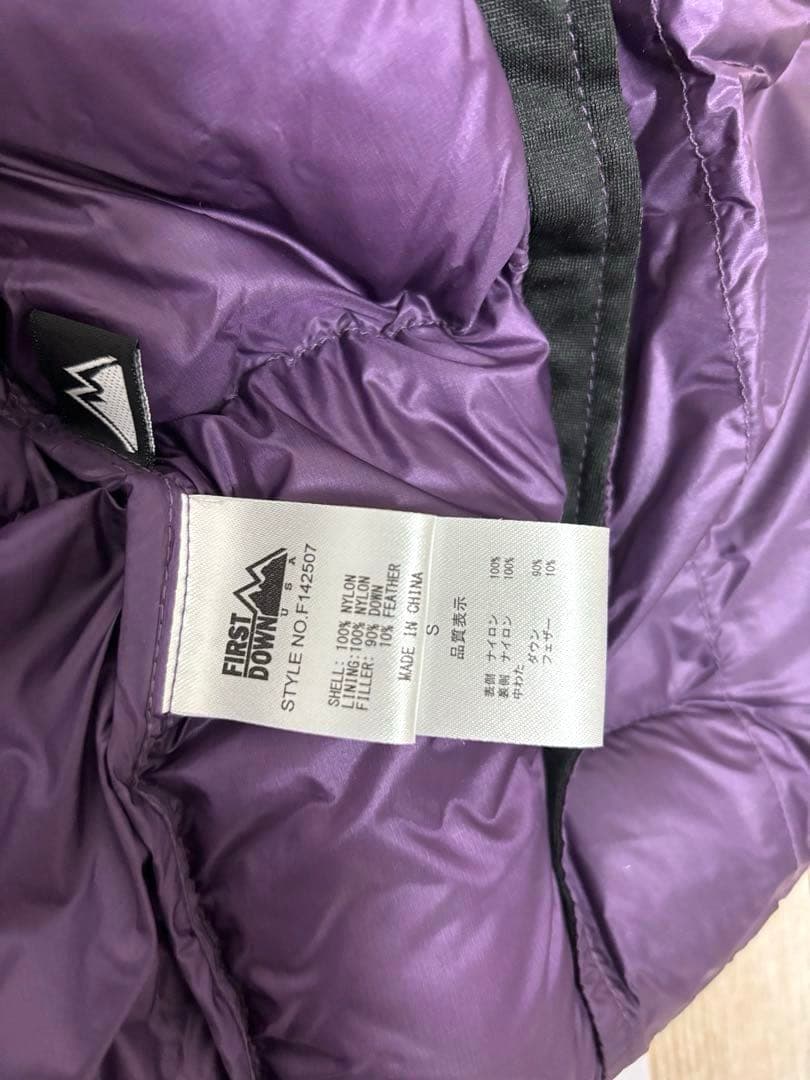 FIRST
DOWN
USA
STYLE NO.F142507
SHELL: 100% NYLON
LINING:100% NYLON
FILLER: 90% DOWN
10% FEATHER
MADE IN CHINA
S
品質表示
表側 ナイロン 100%
裏側 ナイロン 100%
中わた
ダウン 90%
フェザー 10%